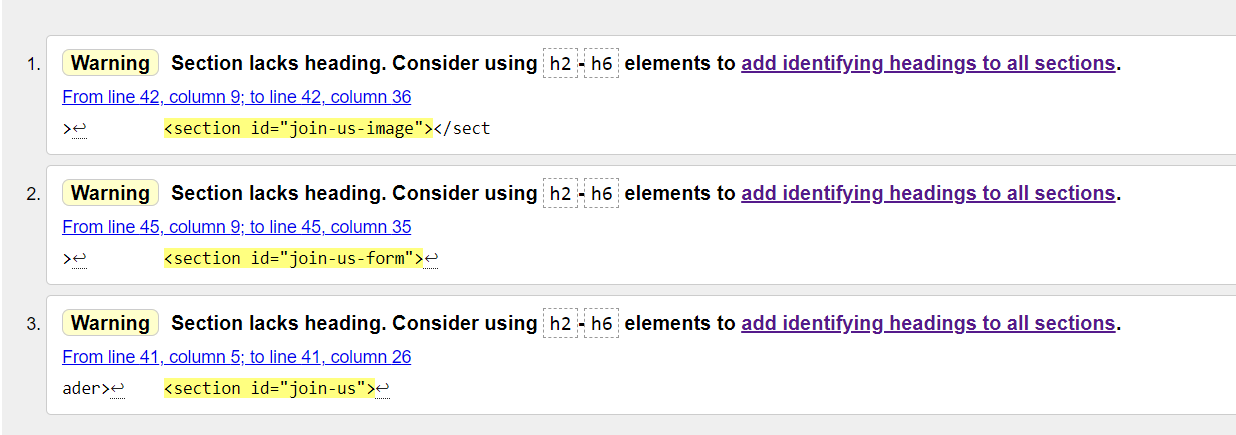 1. Warning Section lacks heading. Consider using h2-h6 elements to add identifying headings to all sections.
From line 42, column 9; to line 42, column 36
>↩ <section id="join-us-image"></sect
2. Warning Section lacks heading. Consider using h2-h6 elements to add identifying headings to all sections.
From line 45, column 9; to line 45, column 35
>↩ <section id="join-us-form">↩
3. Warning Section lacks heading. Consider using h2-h6 elements to add identifying headings to all sections.
From line 41, column 5; to line 41, column 26
ader>↩ <section id="join-us">↩